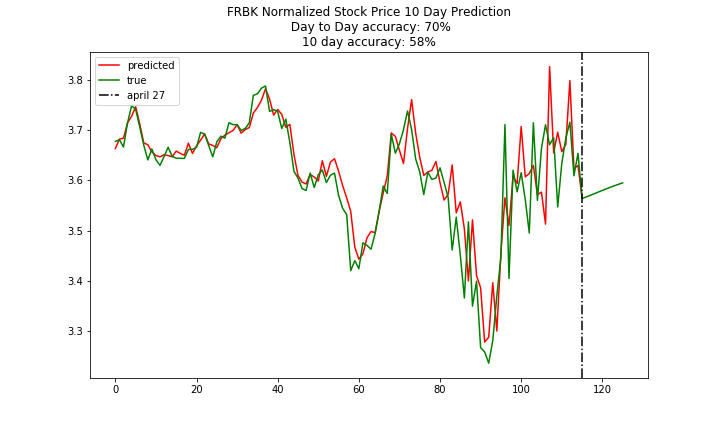 FRBK Normalized Stock Price 10 Day Prediction
Day to Day accuracy: 70%
10 day accuracy: 58%
predicted
true
april 27
3.8
3.7
3.6
3.5
3.4
3.3
0 20 40 60 80 100 120